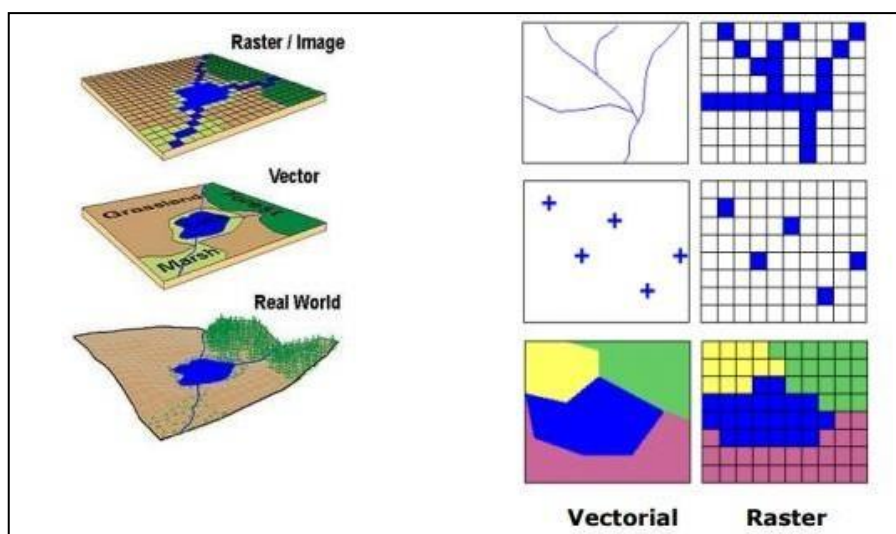 Raster / Image
Vector
Grassland
Marsh
Real World
Vectorial Raster